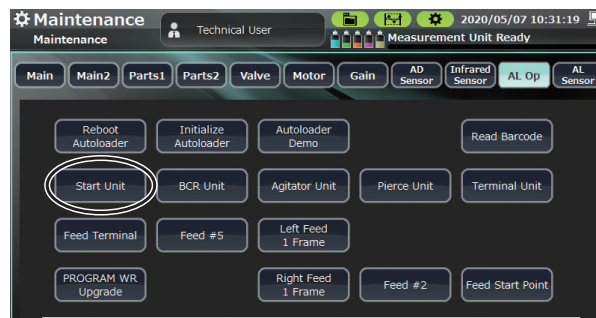 Maintenance
Technical User
2020/05/07 10:31:19
Maintenance
Measurement Unit Ready
Main
Main2
Parts1
Parts2
Valve
Motor
Gain
AD
Sensor
Infrared
Sensor
AL Op
AL
Sensor
Reboot
Autoloader
Initialize
Autoloader
Autoloader
Demo
Read Barcode
Start Unit
BCR Unit
Agitator Unit
Pierce Unit
Terminal Unit
Feed Terminal
Feed #5
Left Feed
1 Frame
PROGRAM WR
Upgrade
Right Feed
1 Frame
Feed #2
Feed Start Point